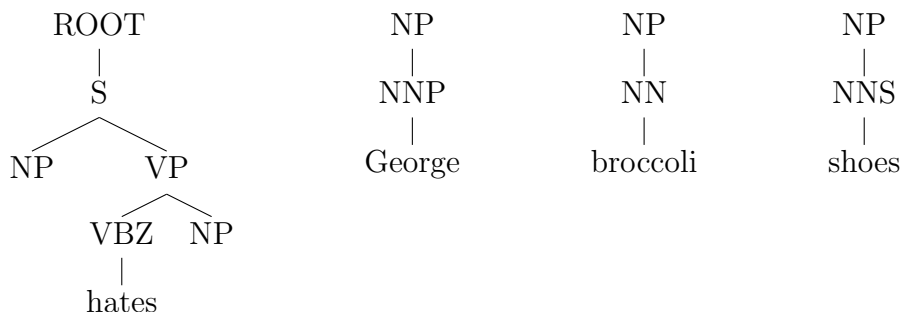 ROOT NP NP NP
S NNP NN NNS
NP VP George broccoli shoes
VBZ NP
hates